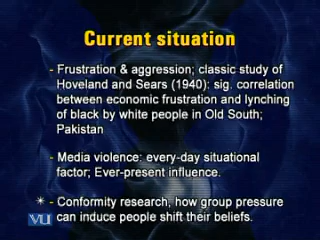 Current situation
- Frustration & aggression; classic study of
Hoveland and Sears (1940): sig. correlation
between economic frustration and lynching
of black by white people in Old South;
Pakistan
- Media violence: every-day situational
factor; Ever-present influence.
- Conformity research, how group pressure
can induce people shift their beliefs.
VU